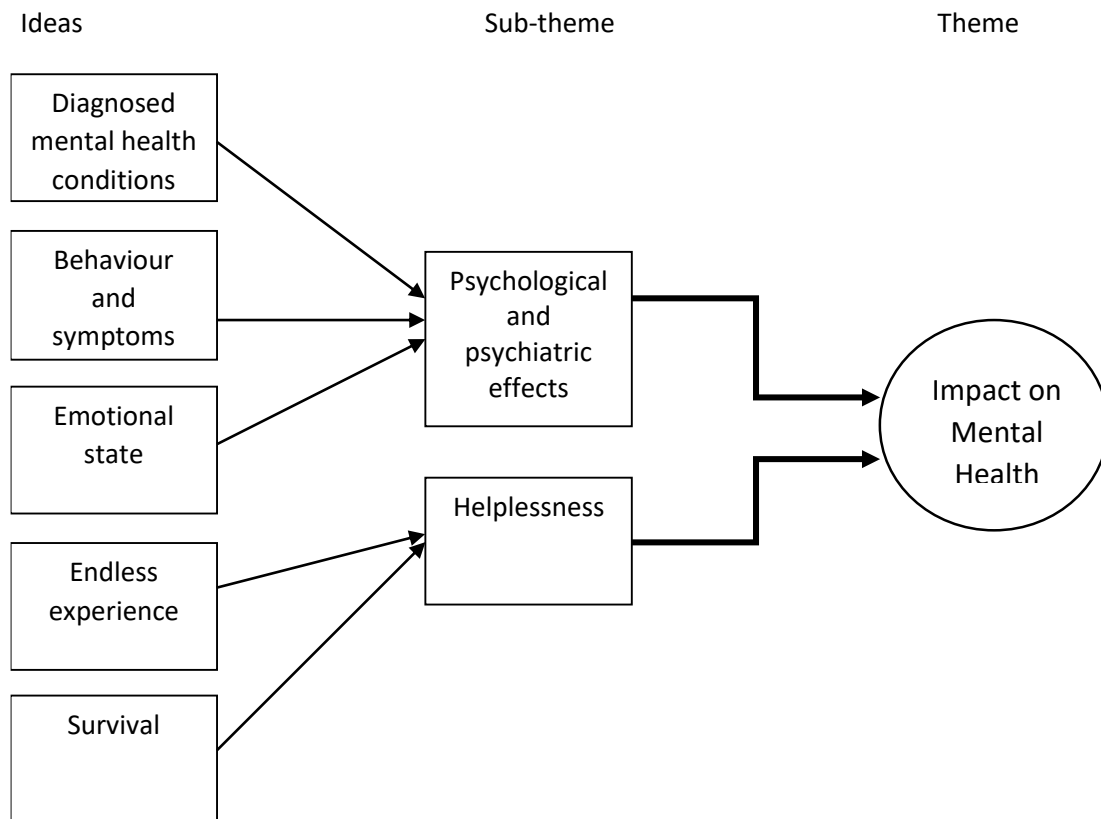 Ideas
Sub-theme
Theme
Diagnosed
mental health
conditions
Behaviour
and
symptoms
Emotional
state
Endless
experience
Survival
Psychological
and
psychiatric
effects
Helplessness
Impact on
Mental
Health